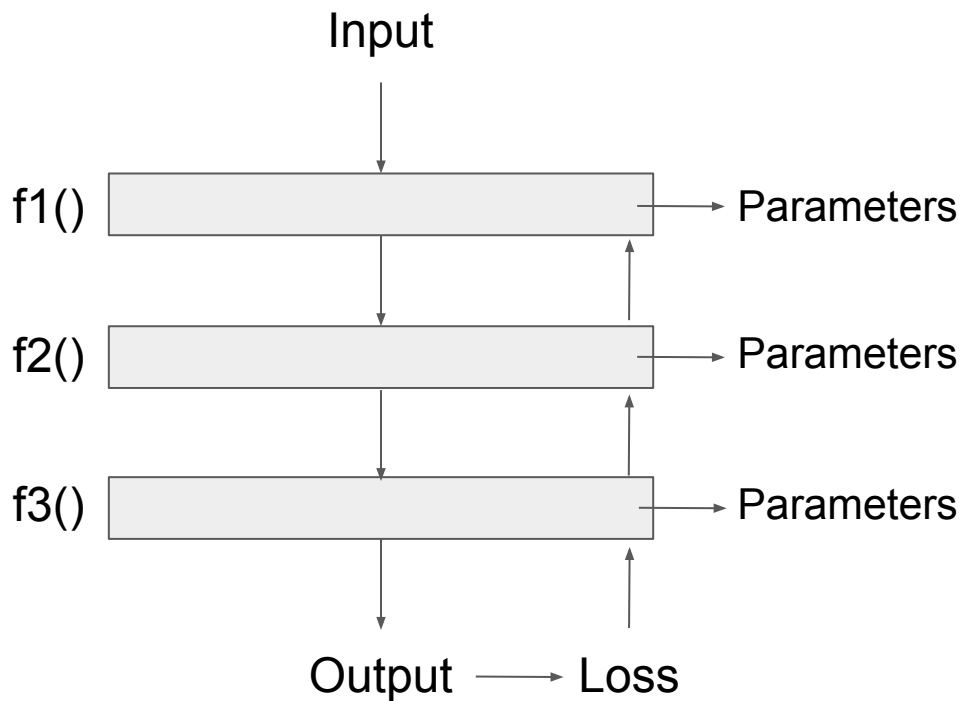 Input
f1()
Parameters
f2()
Parameters
f3()
Parameters
Output
Loss